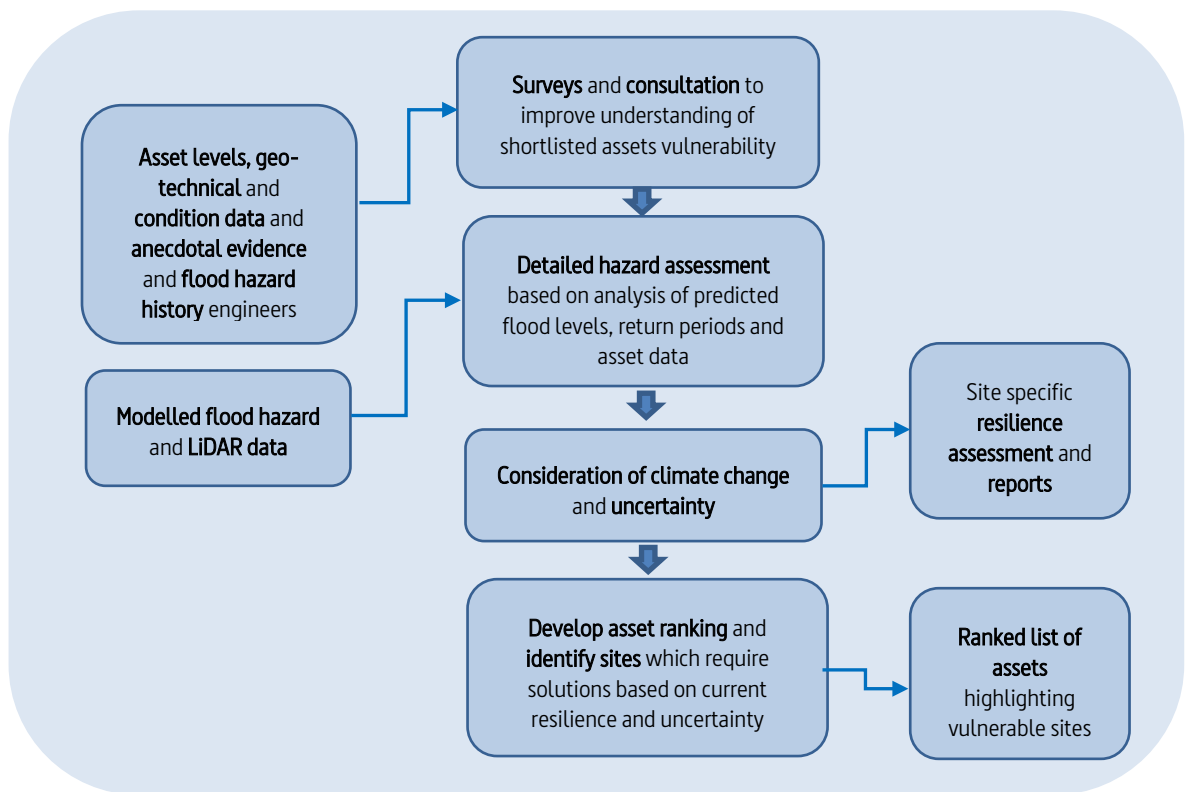 Surveys and consultation to
improve understanding of
shortlisted assets vulnerability
Asset levels, geo-
technical and
condition data and
anecdotal evidence
and flood hazard
history engineers
Detailed hazard assessment
based on analysis of predicted
flood levels, return periods and
asset data
Modelled flood hazard
and LiDAR data
Consideration of climate change
and uncertainty
Site specific
resilience
assessment and
reports
Develop asset ranking and
identify sites which require
solutions based on current
resilience and uncertainty
Ranked list of
assets
highlighting
vulnerable sites